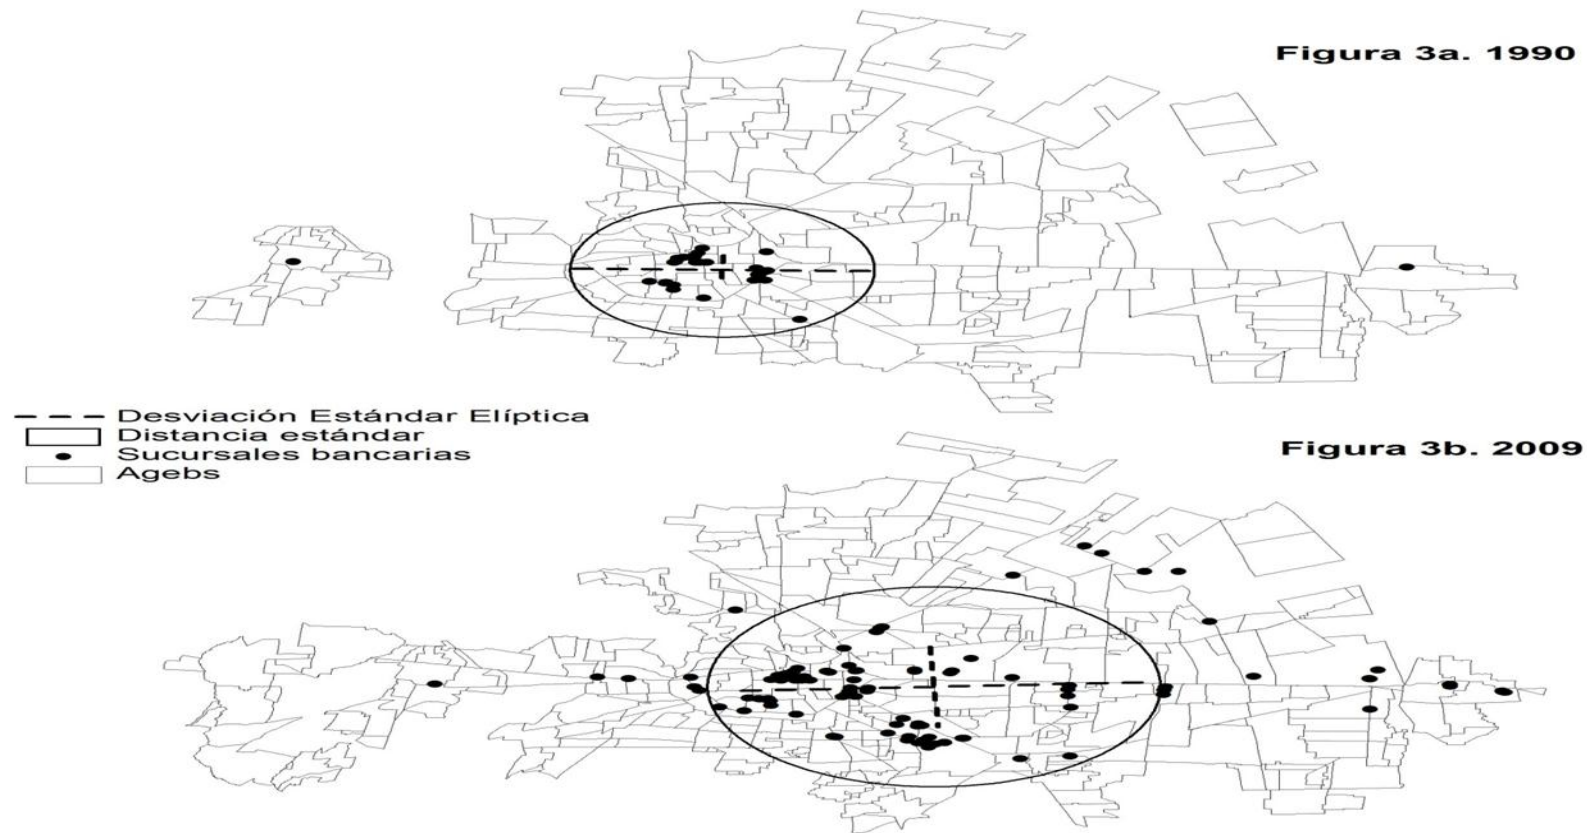 Figura 3a. 1990
Desviación Estándar Elíptica
Distancia estándar
Sucursales bancarias
Agebs
Figura 3b. 2009